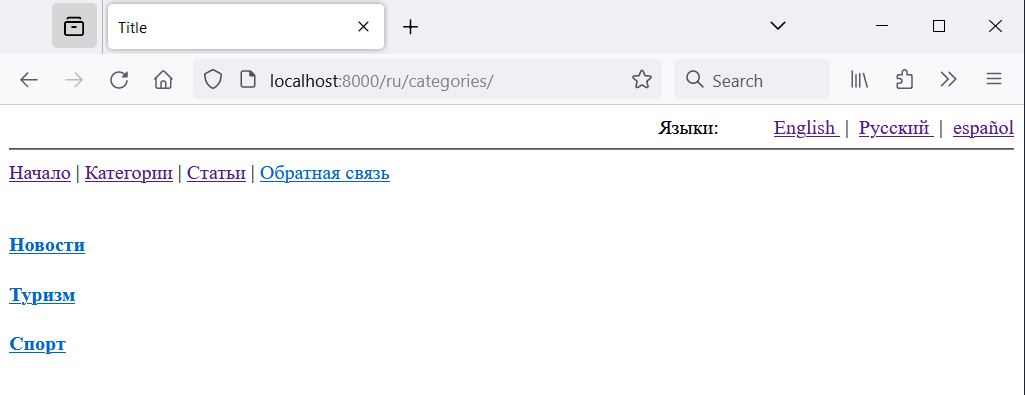 Title
localhost:8000/ru/categories/ Search
Языки: English | Русский | español
Начало | Категории | Статьи | Обратная связь
Новости
Туризм
Спорт